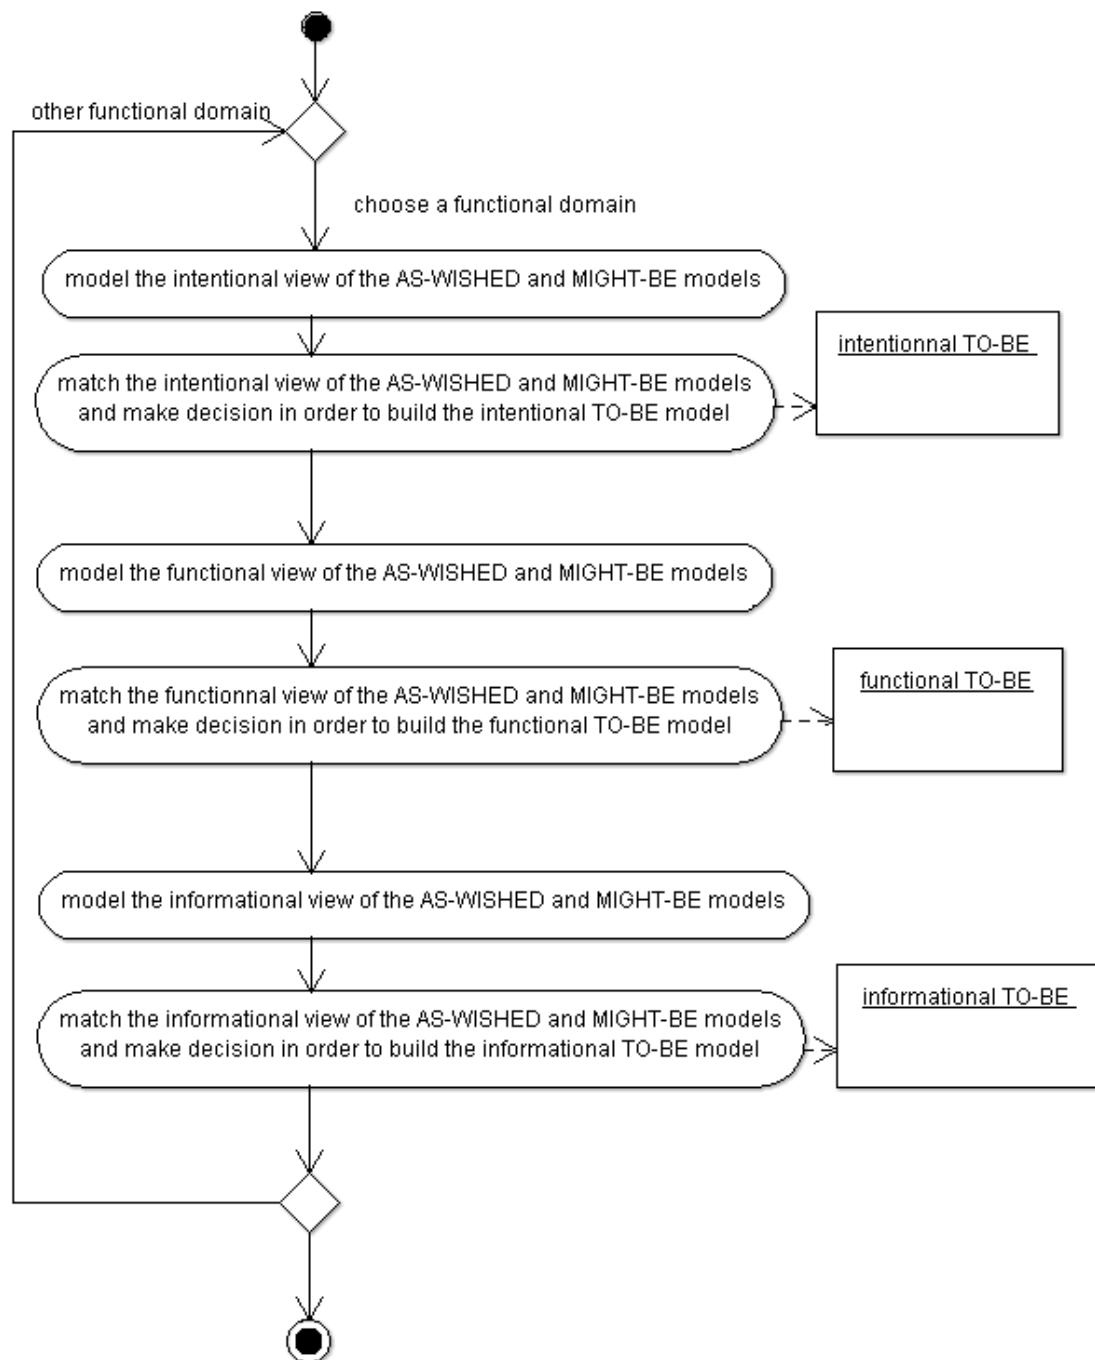 other functional domain
choose a functional domain
model the intentional view of the AS-WISHED and MIGHT-BE models
intentionnal TO-BE
match the intentional view of the AS-WISHED and MIGHT-BE models
and make decision in order to build the intentional TO-BE model
model the functional view of the AS-WISHED and MIGHT-BE models
functional TO-BE
match the functionnal view of the AS-WISHED and MIGHT-BE models
and make decision in order to build the functional TO-BE model
model the informational view of the AS-WISHED and MIGHT-BE models
informational TO-BE
match the informational view of the AS-WISHED and MIGHT-BE models
and make decision in order to build the informational TO-BE model